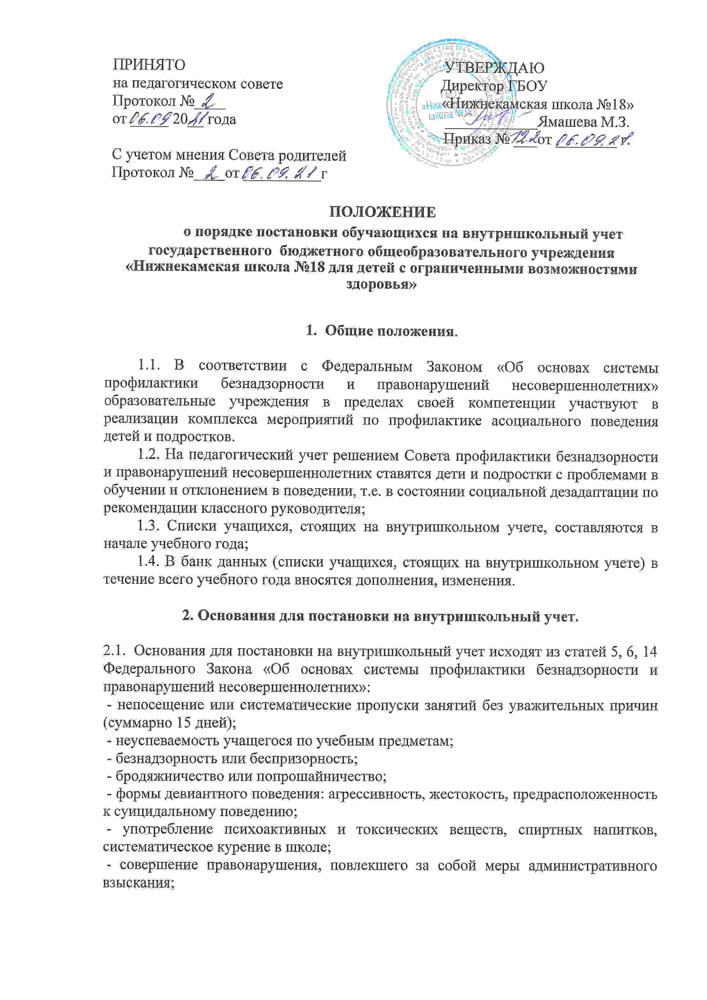 ПРИНЯТО
на педагогическом совете
Протокол № 2
от 06.09 2021 года
С учетом мнения Совета родителей
Протокол № 2 от 06.09.21 г
УТВЕРЖДАЮ
Директор ГБОУ
«Нижнекамская школа №18»
Ямашева М.З.
Приказ № 122 от 06.09.21 г.
ПОЛОЖЕНИЕ
о порядке постановки обучающихся на внутришкольный учет
государственного бюджетного общеобразовательного учреждения
«Нижнекамская школа №18 для детей с ограниченными возможностями
здоровья»
1. Общие положения.
1.1. В соответствии с Федеральным Законом «Об основах системы
профилактики безнадзорности и правонарушений несовершеннолетних»
образовательные учреждения в пределах своей компетенции участвуют в
реализации комплекса мероприятий по профилактике асоциального поведения
детей и подростков.
1.2. На педагогический учет решением Совета профилактики безнадзорности
и правонарушений несовершеннолетних ставятся дети и подростки с проблемами в
обучении и отклонением в поведении, т.е. в состоянии социальной дезадаптации по
рекомендации классного руководителя;
1.3. Списки учащихся, стоящих на внутришкольном учете, составляются в
начале учебного года;
1.4. В банк данных (списки учащихся, стоящих на внутришкольном учете) в
течение всего учебного года вносятся дополнения, изменения.
2. Основания для постановки на внутришкольный учет.
2.1. Основания для постановки на внутришкольный учет исходят из статей 5, 6, 14
Федерального Закона «Об основах системы профилактики безнадзорности и
правонарушений несовершеннолетних»:
- непосещение или систематические пропуски занятий без уважительных причин
(суммарно 15 дней);
- неуспеваемость учащегося по учебным предметам;
- безнадзорность или беспризорность;
- бродяжничество или попрошайничество;
- формы девиантного поведения: агрессивность, жестокость, предрасположенность
к суицидальному поведению;
- употребление психоактивных и токсических веществ, спиртных напитков,
систематическое курение в школе;
- совершение правонарушения, повлекшего за собой меры административного
взыскания;